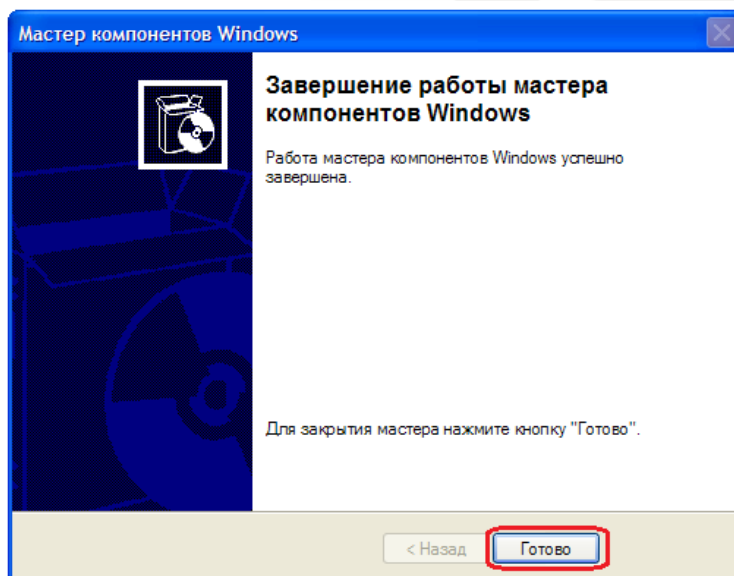 Мастер компонентов Windows
Завершение работы мастера
компонентов Windows
Работа мастера компонентов Windows успешно
завершена.
Для закрытия мастера нажмите кнопку "Готово".
< Назад
Готово